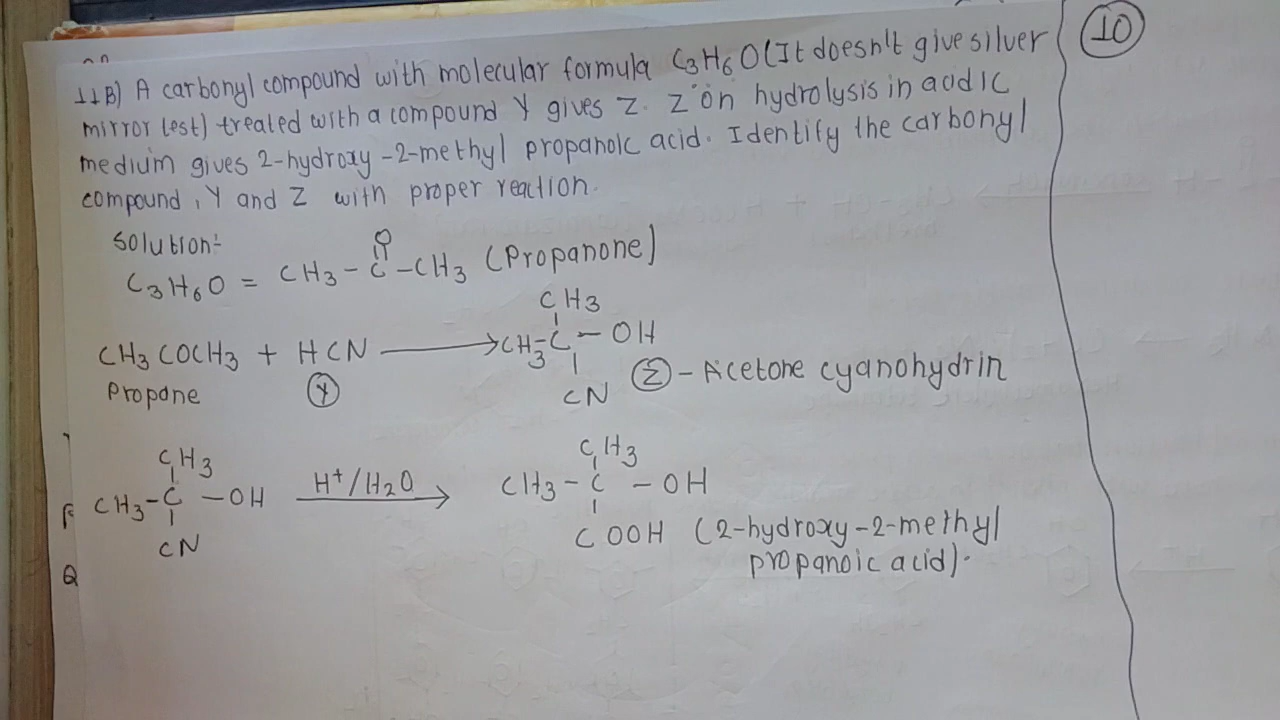 11B) A carbonyl compound with molecular formula C3H6O (It doesn't give silver
mirror test) treated with a compound Y gives Z. Z on hydrolysis in acidic
medium gives 2-hydroxy-2-methyl propanoic acid. Identify the carbonyl
compound, Y and Z with proper reaction.
10
Solution:-
O
C3H6O = CH3-C-CH3 (Propanone)
CH3
CH3COCH3 + HCN → CH3-C-OH
Propone Y CN Z - Acetone cyanohydrin
CH3 CH3
CH3-C-OH H+/H2O → CH3-C-OH
CN COOH (2-hydroxy-2-methyl
propanoic acid).
Q